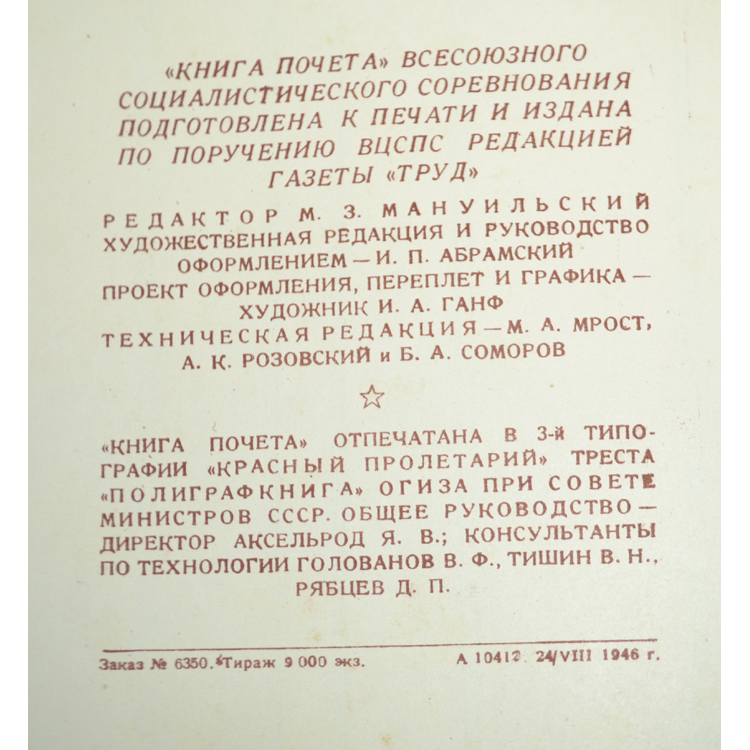 «КНИГА ПОЧЕТА» ВСЕСОЮЗНОГО
СОЦИАЛИСТИЧЕСКОГО СОРЕВНОВАНИЯ
ПОДГОТОВЛЕНА К ПЕЧАТИ И ИЗДАНА
ПО ПОРУЧЕНИЮ ВЦСПС РЕДАКЦИЕЙ
ГАЗЕТЫ «ТРУД»
РЕДАКТОР М. З. МАНУИЛЬСКИЙ
ХУДОЖЕСТВЕННАЯ РЕДАКЦИЯ И РУКОВОДСТВО
ОФОРМЛЕНИЕМ — И. П. АБРАМСКИЙ
ПРОЕКТ ОФОРМЛЕНИЯ, ПЕРЕПЛЕТ И ГРАФИКА —
ХУДОЖНИК И. А. ГАНФ
ТЕХНИЧЕСКАЯ РЕДАКЦИЯ — М. А. МРОСТ,
А. К. РОЗОВСКИЙ и Б. А. СОМОРОВ
«КНИГА ПОЧЕТА» ОТПЕЧАТАНА В 3-й ТИПО-
ГРАФИИ «КРАСНЫЙ ПРОЛЕТАРИЙ» ТРЕСТА
«ПОЛИГРАФКНИГА» ОГИЗА ПРИ СОВЕТЕ
МИНИСТРОВ СССР. ОБЩЕЕ РУКОВОДСТВО —
ДИРЕКТОР АКСЕЛЬРОД Я. В.; КОНСУЛЬТАНТЫ
ПО ТЕХНОЛОГИИ ГОЛОВАНОВ В. Ф., ТИШИН В. Н.,
РЯБЦЕВ Д. П.
Заказ № 6350. Тираж 9 000 экз. А 10412. 24/VIII 1946 г.